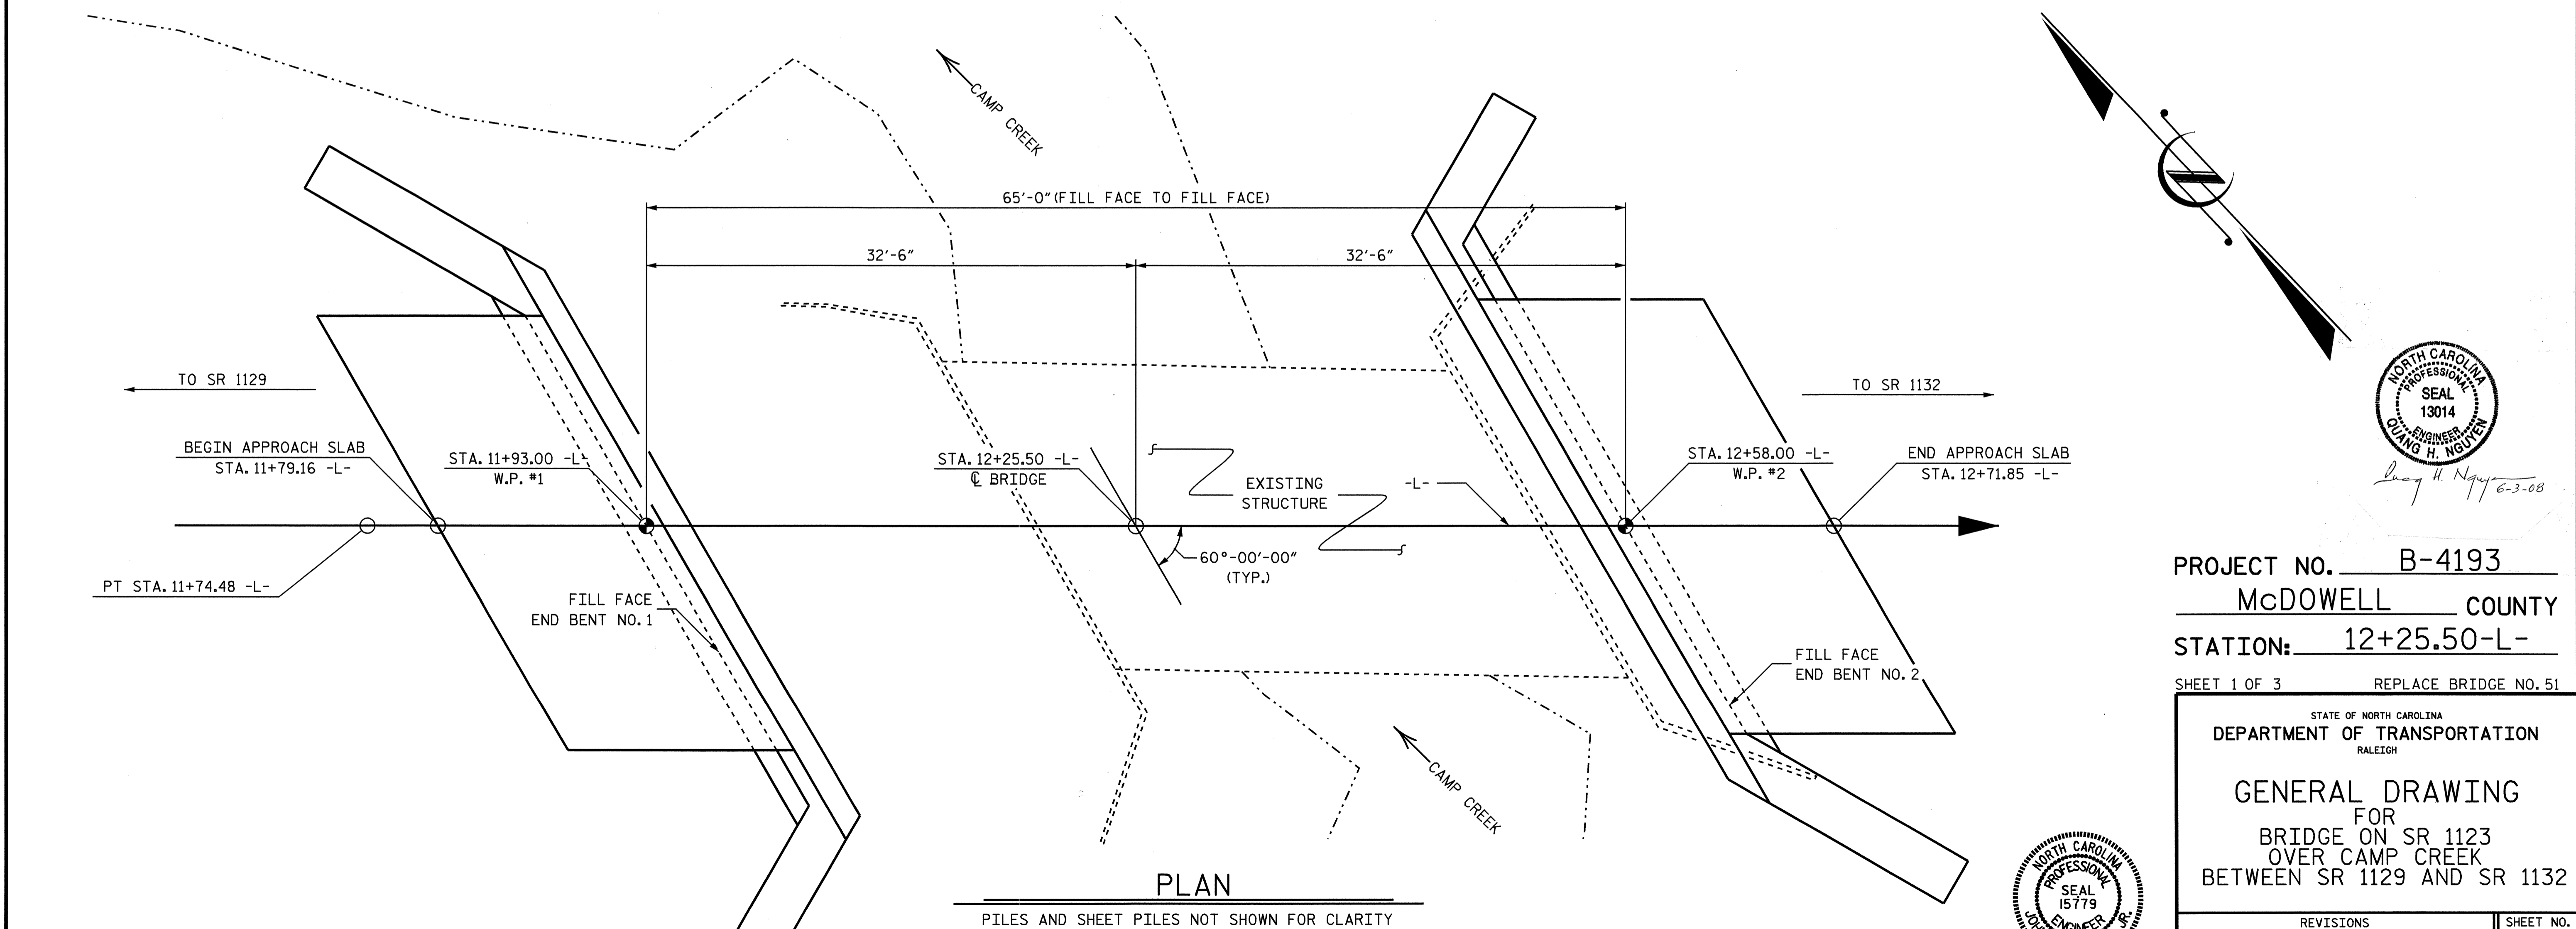 CAMP CREEK
65'-0" (FILL FACE TO FILL FACE)
32'-6"
32'-6"
TO SR 1129
TO SR 1132
BEGIN APPROACH SLAB
STA. 11+79.16 -L-
STA. 11+93.00 -L-
W.P. #1
STA. 12+25.50 -L-
℄ BRIDGE
EXISTING
STRUCTURE
-L-
STA. 12+58.00 -L-
W.P. #2
END APPROACH SLAB
STA. 12+71.85 -L-
60°-00'-00"
(TYP.)
PT STA. 11+74.48 -L-
FILL FACE
END BENT NO. 1
FILL FACE
END BENT NO. 2
CAMP CREEK
PLAN
PILES AND SHEET PILES NOT SHOWN FOR CLARITY
NORTH CAROLINA
PROFESSIONAL
SEAL
13014
ENGINEER
QUANG H. NGUYEN
Quang H. Nguyen 6-3-08
PROJECT NO. B-4193
McDOWELL COUNTY
STATION: 12+25.50-L-
SHEET 1 OF 3 REPLACE BRIDGE NO. 51
STATE OF NORTH CAROLINA
DEPARTMENT OF TRANSPORTATION
RALEIGH
GENERAL DRAWING
FOR
BRIDGE ON SR 1123
OVER CAMP CREEK
BETWEEN SR 1129 AND SR 1132
NORTH CAROLINA
PROFESSIONAL
SEAL
15779
ENGINEER
JR.
REVISIONS
SHEET NO.